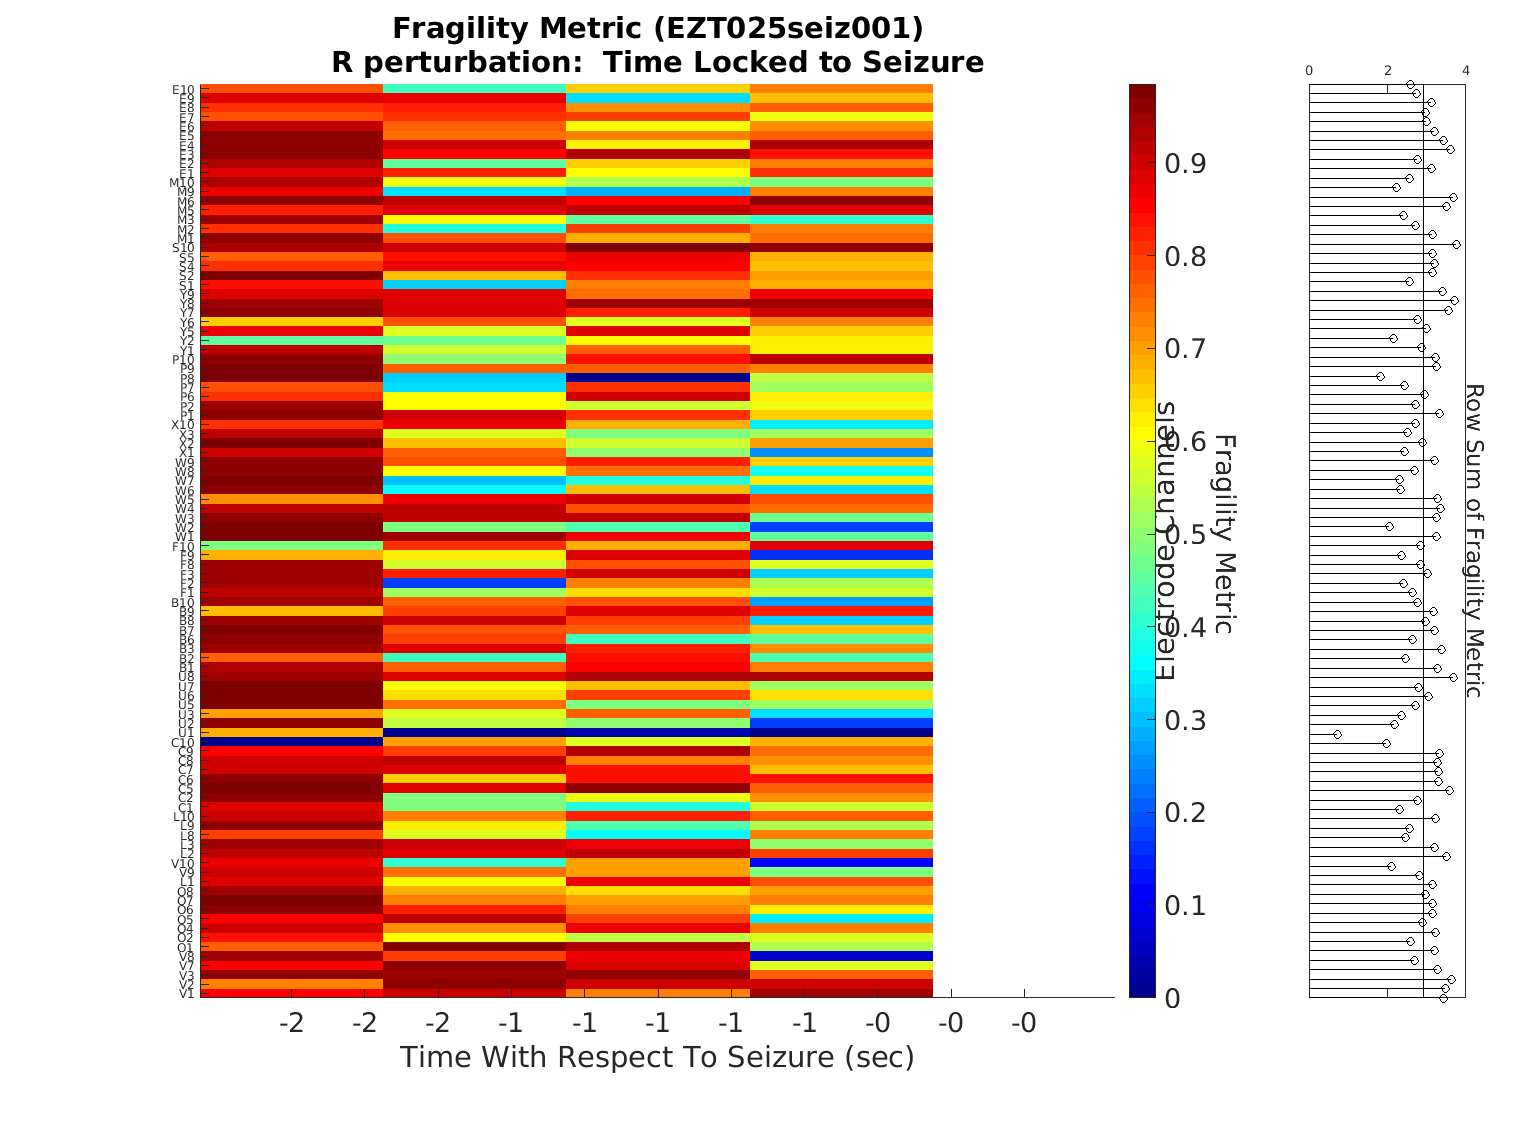 Fragility Metric (EZT025seiz001)
R perturbation:  Time Locked to Seizure
E10
E9
E8
E7
E6
E5
E4
E3
E2
E1
M10
M9
M6
M5
M3
M2
M1
S10
S5
S4
S2
S1
Y9
Y8
Y7
Y6
Y5
Y2
Y1
P10
P9
P8
P7
P6
P2
P1
X10
X3
X2
X1
W9
W8
W7
W6
W5
W4
W3
W2
W1
F10
F9
F8
F3
F2
F1
B10
B9
B8
B7
B6
B3
B2
B1
U8
U7
U6
U5
U3
U2
U1
C10
C9
C8
C7
C6
C5
C2
C1
L10
L9
L8
L3
L2
V10
V9
L1
O8
O7
O6
O5
O4
O2
O1
V8
V7
V3
V2
V1
-2 -2 -2 -1 -1 -1 -1 -1 -0 -0 -0
Time With Respect To Seizure (sec)
0.9
0.8
0.7
0.6
0.5
0.4
0.3
0.2
0.1
0
Electrode Channels
Fragility Metric
0 2 4
Row Sum of Fragility Metric